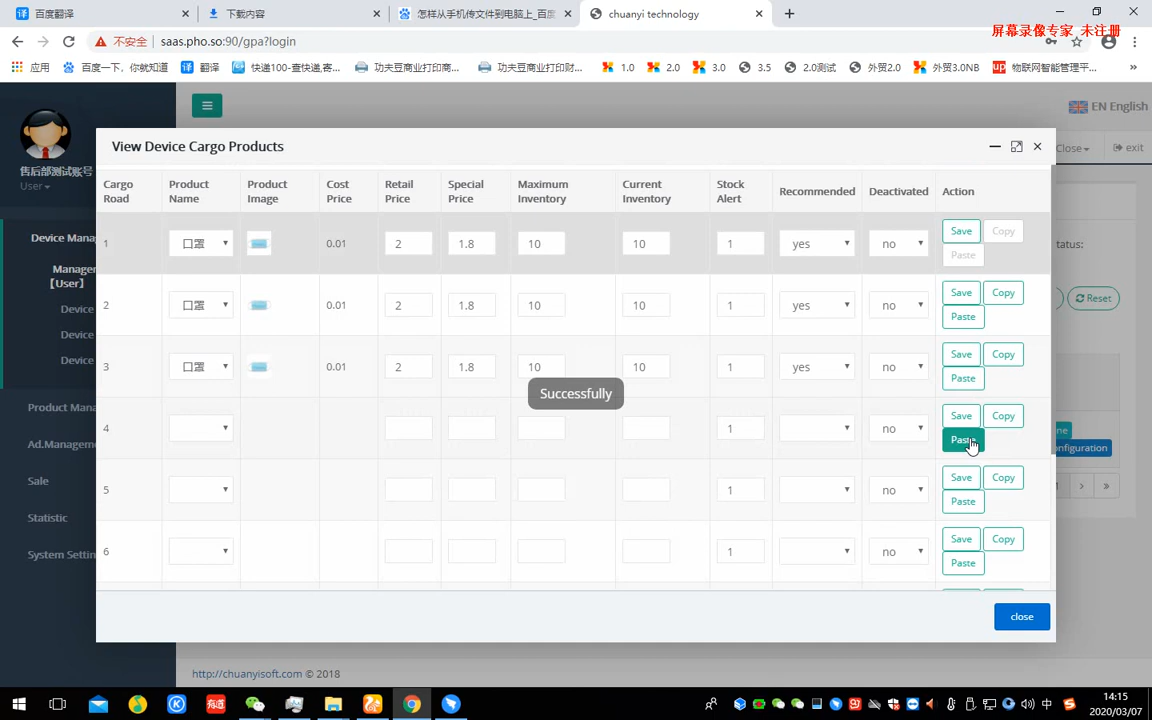 百度翻译
下载内容
怎样从手机传文件到电脑上_百度
chuanyi technology
屏幕录像专家 未注册
不安全
saas.pho.so:90/gpa?login
应用
百度一下，你就知道
翻译
快递100-查快递,寄...
功夫豆商业打印商...
功夫豆商业打印财...
1.0
2.0
3.0
3.5
2.0测试
外贸2.0
外贸3.0NB
物联网智能管理平...
EN English
售后部测试账号
User
Close
exit
View Device Cargo Products
Cargo Road
Product Name
Product Image
Cost Price
Retail Price
Special Price
Maximum Inventory
Current Inventory
Stock Alert
Recommended
Deactivated
Action
1 口罩 0.01 2 1.8 10 10 1 yes no Save Copy
Paste
2 口罩 0.01 2 1.8 10 10 1 yes no Save Copy
Paste
3 口罩 0.01 2 1.8 10 10 1 yes no Save Copy
Paste
Successfully
4 1 no Save Copy
Paste
5 1 no Save Copy
Paste
6 1 no Save Copy
Paste
close
Device Mana
Managem
【User】
Device
Device
Device
Product Mana
Ad.Manageme
Sale
Statistic
System Settin
tatus:
Reset
ne
onfiguration
1
http://chuanyisoft.com © 2018
中
14:15
2020/03/07